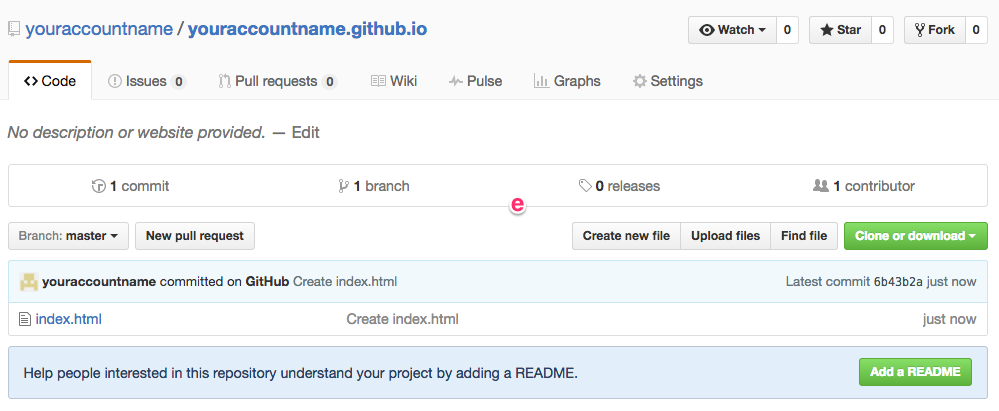 youraccountname / youraccountname.github.io Watch 0 Star 0 Fork 0
Code Issues 0 Pull requests 0 Wiki Pulse Graphs Settings
No description or website provided. — Edit
1 commit 1 branch 0 releases 1 contributor
e
Branch: master New pull request Create new file Upload files Find file Clone or download
youraccountname committed on GitHub Create index.html Latest commit 6b43b2a just now
index.html Create index.html just now
Help people interested in this repository understand your project by adding a README. Add a README